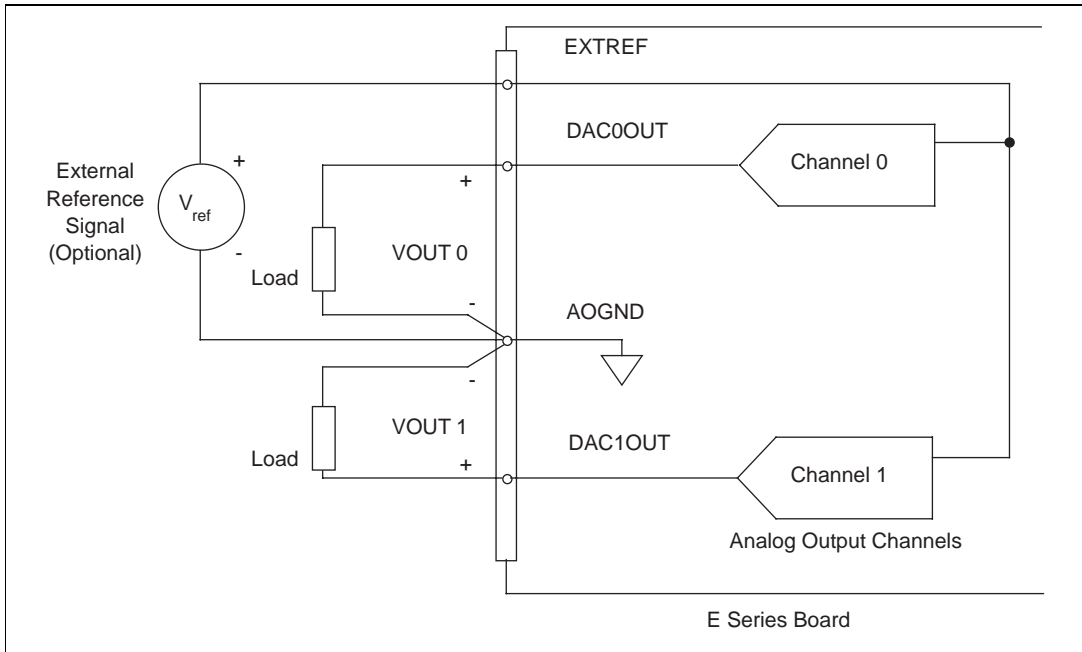 EXTREF
DAC0OUT
Channel 0
+
External
Reference
Signal
(Optional)
V ref
+
-
Load
VOUT 0
-
AOGND
-
Load
VOUT 1
+
DAC1OUT
Channel 1
Analog Output Channels
E Series Board